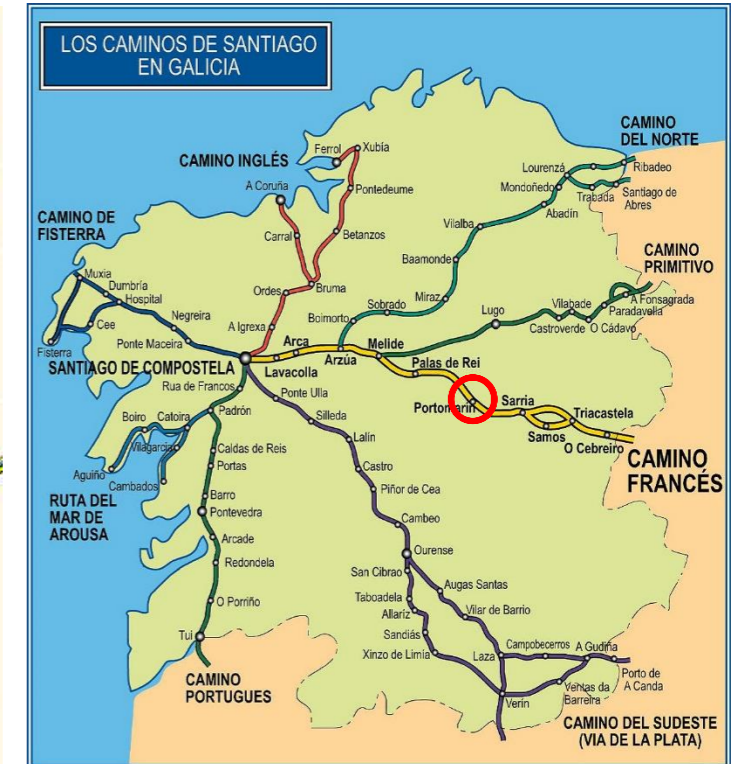 LOS CAMINOS DE SANTIAGO
EN GALICIA
CAMINO
DEL NORTE
Ferrol
Xubía
CAMINO INGLÉS
Lourenzá
Ribadeo
A Coruña
Pontedeume
Mondoñedo
Trabada
Santiago de
Abres
CAMINO DE
FISTERRA
Carral
Betanzos
Vilalba
Abadín
CAMINO
PRIMITIVO
Baamonde
Muxia
Dumbría
Hospital
Ordes
Bruma
Miraz
Sobrado
Lugo
Vilabade
A Fonsagrada
Paradavella
Cee
Negreira
Boimorto
Castroverde
O Cádavo
Ponte Maceira
A Igrexa
Arca
Melide
Fisterra
SANTIAGO DE COMPOSTELA
Lavacolla
Arzúa
Palas de Rei
Rua de Francos
Ponte Ulla
Portomarín
Sarria
Triacastela
Boiro
Catoira
Padrón
Silleda
Samos
O Cebreiro
Vilagarcía
Lalín
CAMINO
FRANCÉS
Aguiño
Cambados
Caldas de Reis
Portas
Castro
RUTA DEL
MAR DE
AROUSA
Barro
Piñor de Cea
Pontevedra
Cambeo
Arcade
Ourense
Redondela
San Cibrao
Augas Santas
O Porriño
Taboadela
Allariz
Vilar de Barrio
Tui
Sandiás
Xinzo de Limía
Laza
Campobecerros
A Gudiña
Porto de
A Canda
CAMINO
PORTUGUES
Verín
Ventas da
Barreira
CAMINO DEL SUDESTE
(VIA DE LA PLATA)